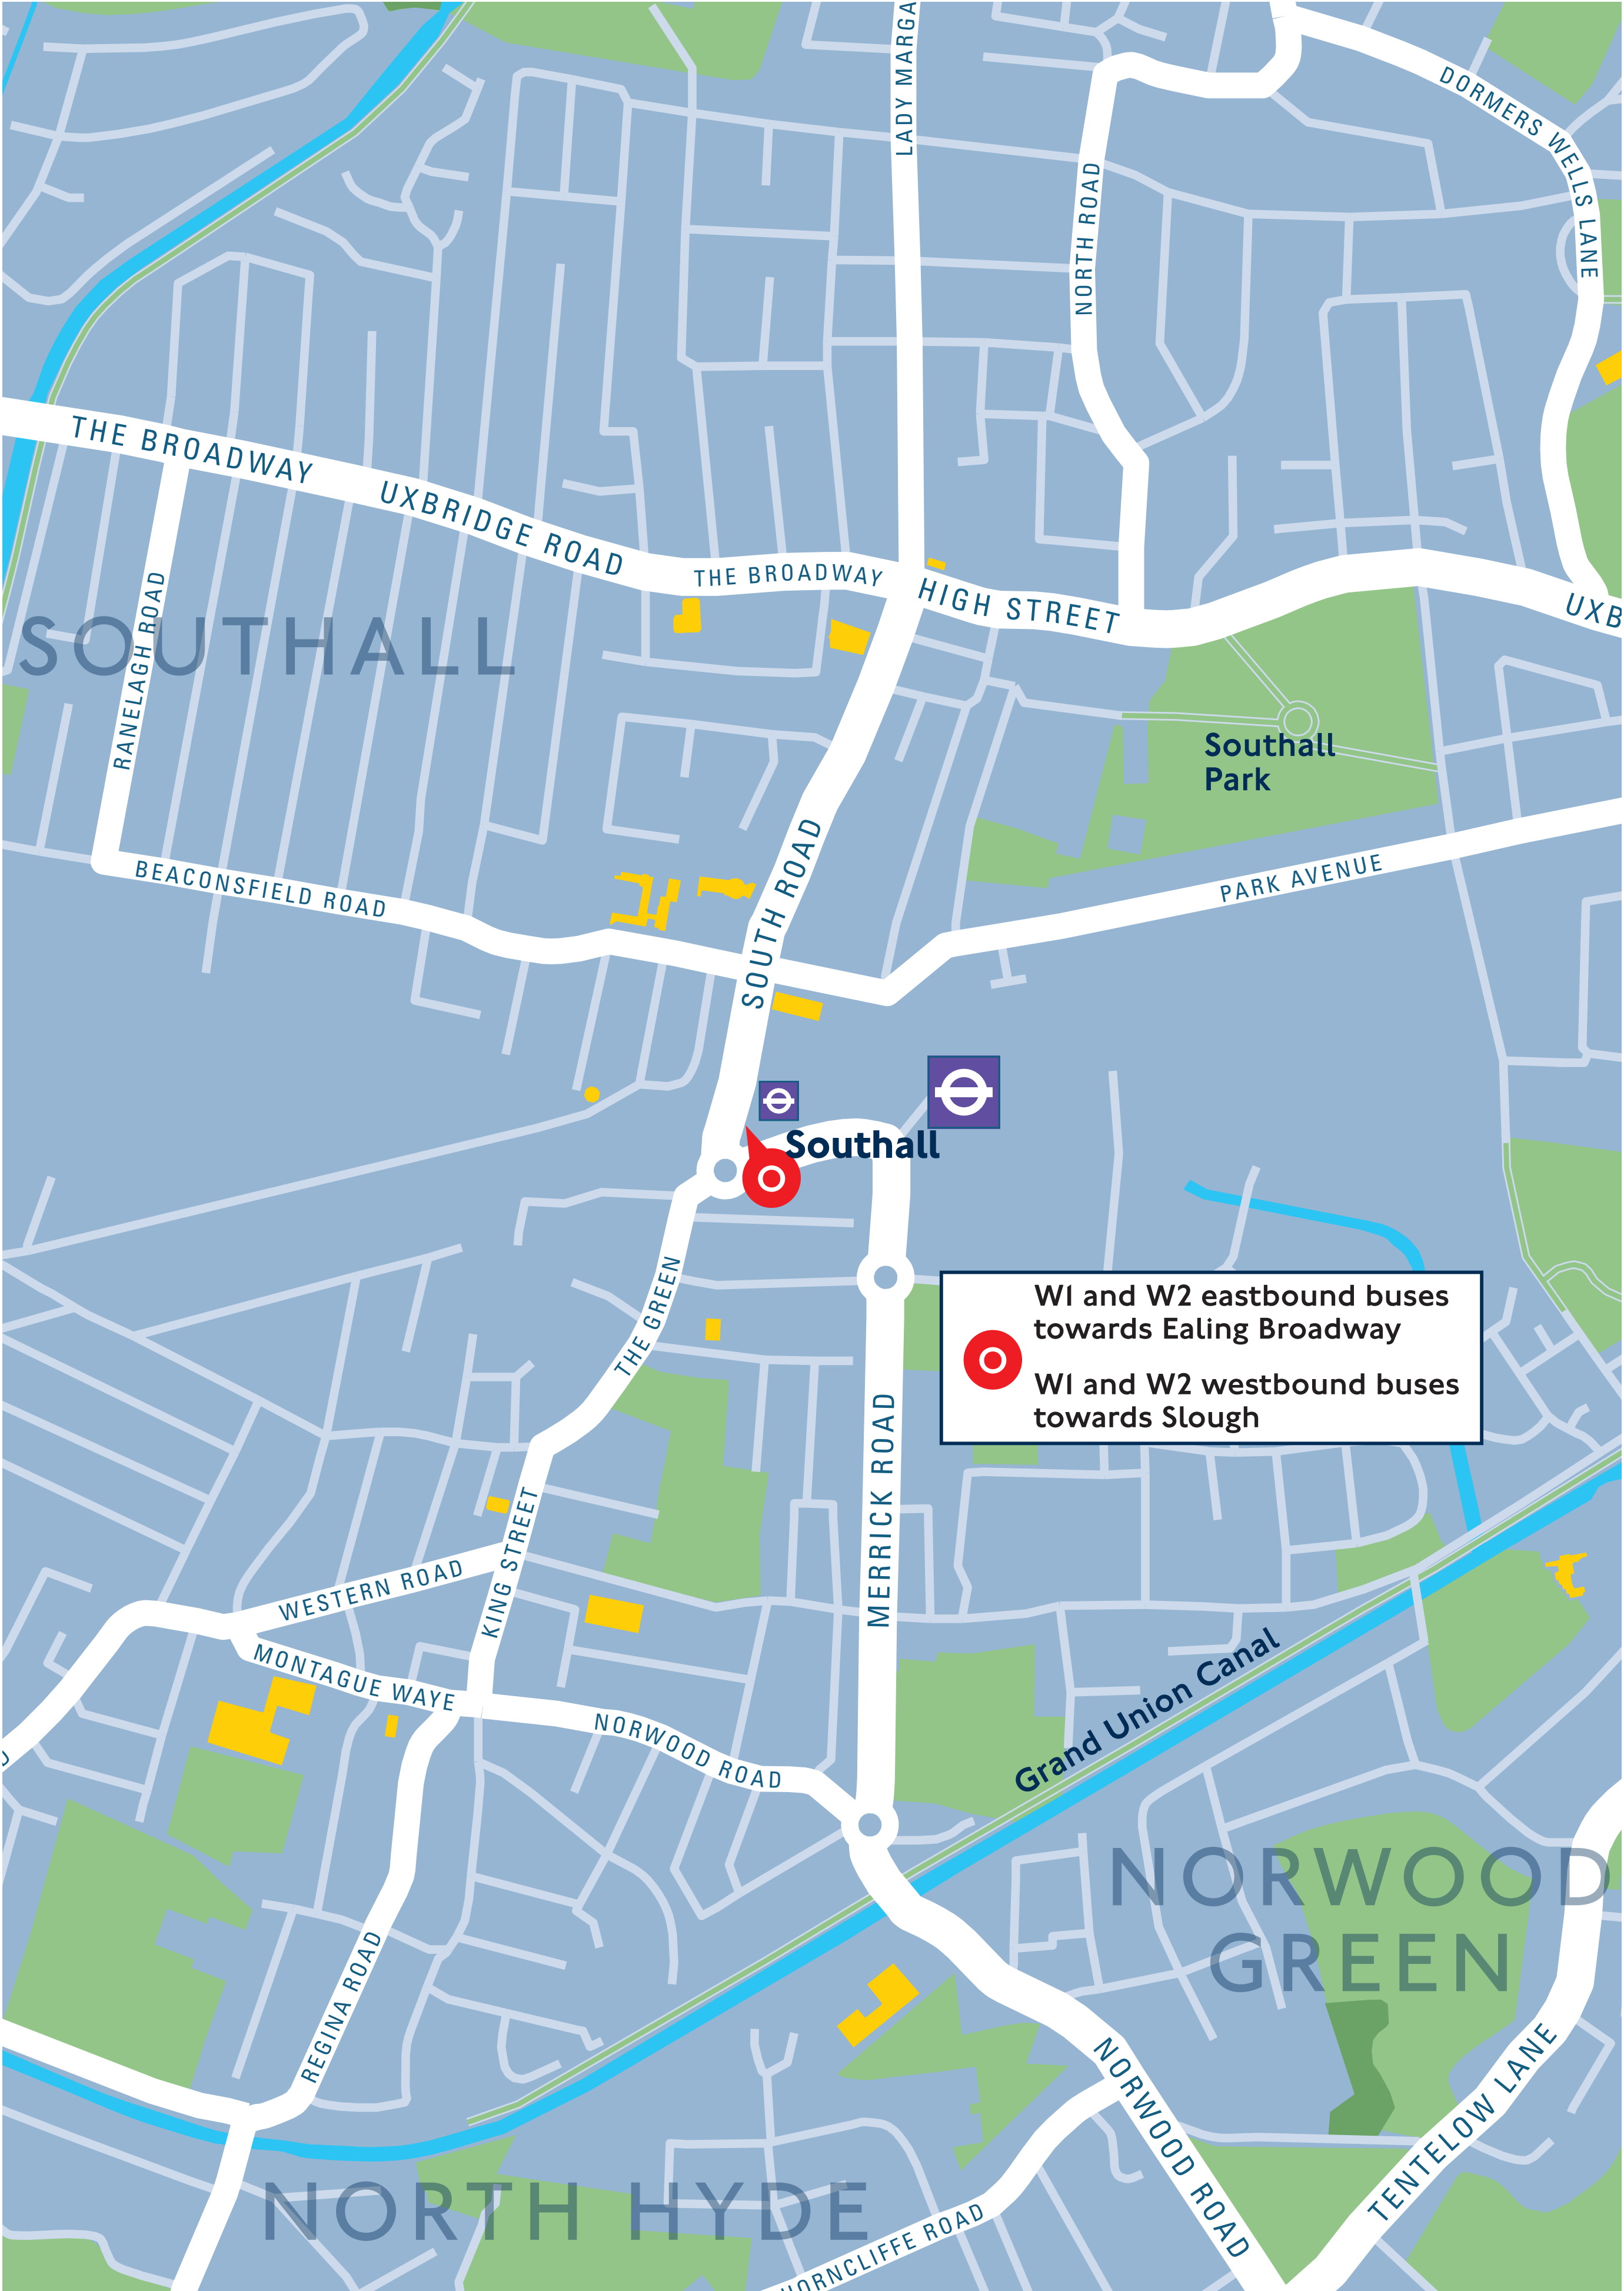 LADY MARGA
DORMERS WELLS LANE
NORTH ROAD
THE BROADWAY
UXBRIDGE ROAD
THE BROADWAY
HIGH STREET
UXB
SOUTHALL
RANELAGH ROAD
Southall
Park
BEACONSFIELD ROAD
SOUTH ROAD
PARK AVENUE
Southall
THE GREEN
W1 and W2 eastbound buses
towards Ealing Broadway
W1 and W2 westbound buses
towards Slough
MERRICK ROAD
KING STREET
WESTERN ROAD
MONTAGUE WAYE
NORWOOD ROAD
Grand Union Canal
NORWOOD
GREEN
REGINA ROAD
NORWOOD ROAD
TENTELOW LANE
NORTH HYDE
HORNCLIFFE ROAD